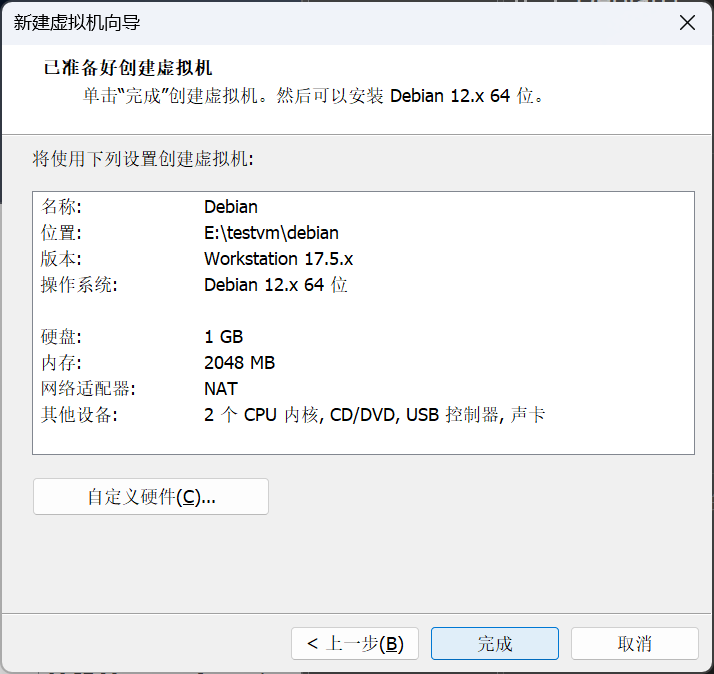 新建虚拟机向导
已准备好创建虚拟机
单击“完成”创建虚拟机。然后可以安装 Debian 12.x 64 位。
将使用下列设置创建虚拟机:
名称: Debian
位置: E:\testvm\debian
版本: Workstation 17.5.x
操作系统: Debian 12.x 64 位
硬盘: 1 GB
内存: 2048 MB
网络适配器: NAT
其他设备: 2 个 CPU 内核, CD/DVD, USB 控制器, 声卡
自定义硬件(C)...
< 上一步(B) 完成 取消